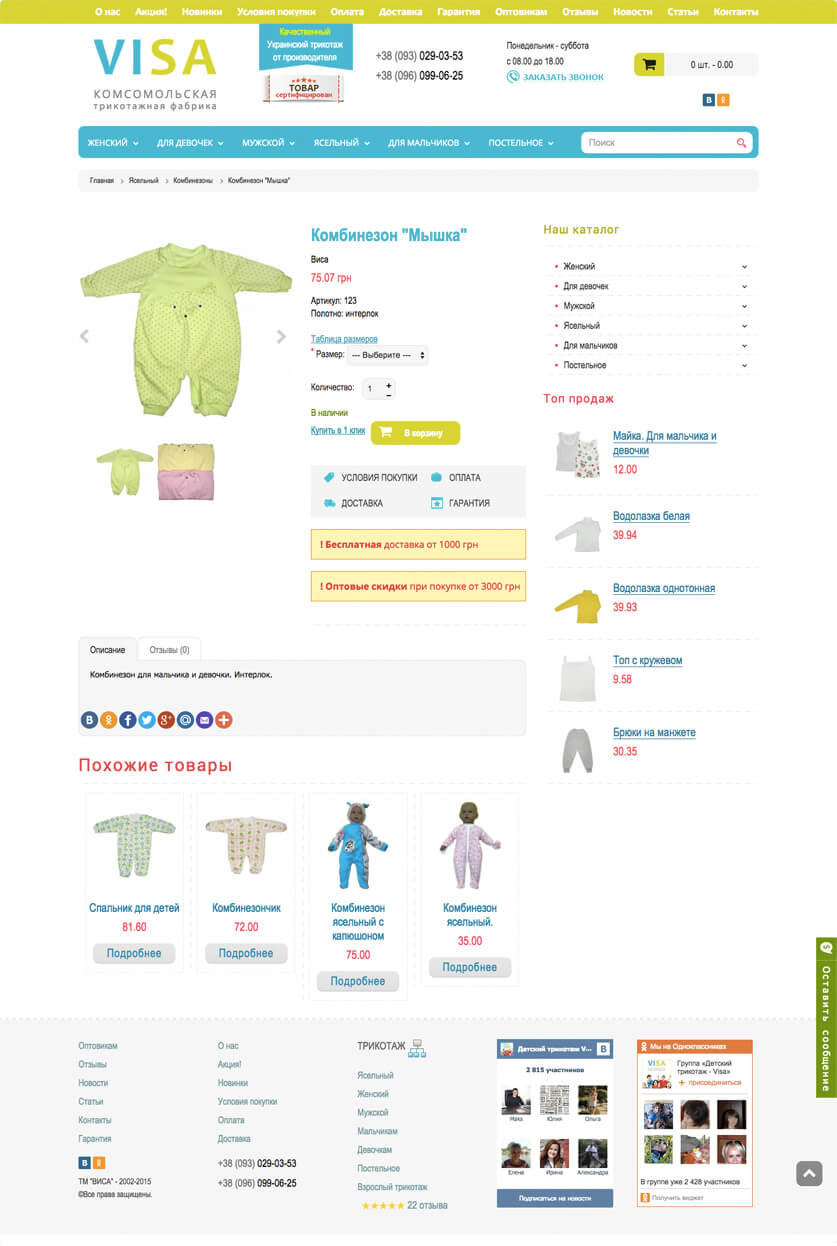 О нас Акция! Новинки Условия покупки Оплата Доставка Гарантия Оптовикам Отзывы Новости Статьи Контакты
VISA
КОМСОМОЛЬСКАЯ
трикотажная фабрика
Качественный
Украинский трикотаж
от производителя
ТОВАР
сертифицирован
+38 (093) 029-03-53
+38 (096) 099-06-25
Понедельник - суббота
с 08.00 до 18.00
ЗАКАЗАТЬ ЗВОНОК
0 шт. - 0.00
ЖЕНСКИЙ ДЛЯ ДЕВОЧЕК МУЖСКОЙ ЯСЕЛЬНЫЙ ДЛЯ МАЛЬЧИКОВ ПОСТЕЛЬНОЕ Поиск
Главная Ясельный Комбинезоны Комбинезон "Мышка"
Комбинезон "Мышка"
Виса
75.07 грн
Артикул: 123
Полотно: интерлок
Таблица размеров
* Размер: --- Выберите ---
Количество: 1 + −
В наличии
Купить в 1 клик В корзину
УСЛОВИЯ ПОКУПКИ ОПЛАТА
ДОСТАВКА ГАРАНТИЯ
! Бесплатная доставка от 1000 грн
! Оптовые скидки при покупке от 3000 грн
Наш каталог
Женский
Для девочек
Мужской
Ясельный
Для мальчиков
Постельное
Топ продаж
Майка. Для мальчика и
девочки
12.00
Водолазка белая
39.94
Водолазка однотонная
39.93
Топ с кружевом
9.58
Брюки на манжете
30.35
Описание Отзывы (0)
Комбинезон для мальчика и девочки. Интерлок.
Похожие товары
Спальник для детей
81.60
Подробнее
Комбинезончик
72.00
Подробнее
Комбинезон
ясельный с
капюшоном
75.00
Подробнее
Комбинезон
ясельный.
35.00
Подробнее
Оставить сообщение
Оптовикам
Отзывы
Новости
Статьи
Контакты
Гарантия
ТМ "ВИСА" - 2002-2015
©Все права защищены.
О нас
Акция!
Новинки
Условия покупки
Оплата
Доставка
+38 (093) 029-03-53
+38 (096) 099-06-25
ТРИКОТАЖ
Ясельный
Женский
Мужской
Мальчикам
Девочкам
Постельное
Взрослый трикотаж
22 отзыва
Детский трикотаж V··· В
2 815 участников
Мака Юлия Ольга
Елена Ирина Александра
Подписаться на новости
Мы на Одноклассниках
VISA
Группа «Детский
трикотаж - Visa»
+ присоединиться
В группе уже 2 428 участников
Получить виджет